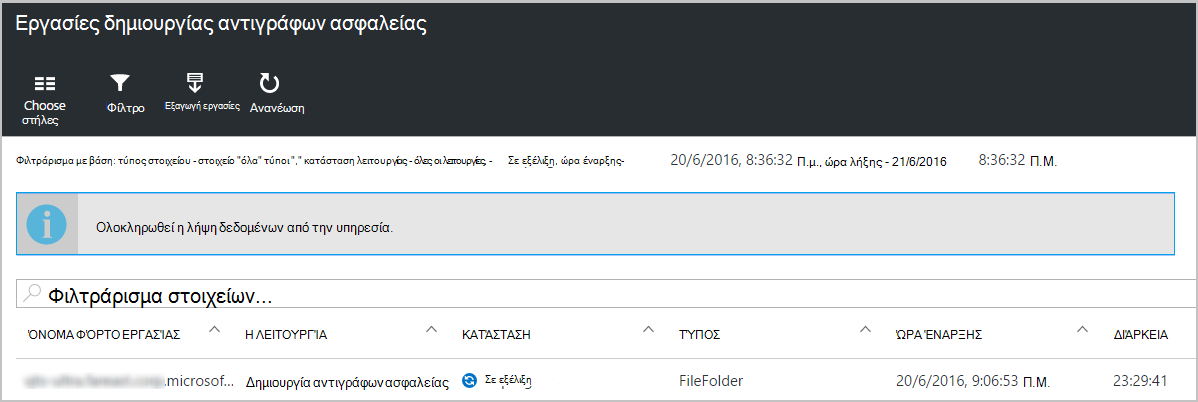 Εργασίες δημιουργίας αντιγράφων ασφαλείας
Choose στήλες
Φίλτρο
Εξαγωγή εργασίες
Ανανέωση
Φιλτράρισμα με βάση: τύπος στοιχείου - στοιχείο "όλα" τύποι "," κατάσταση λειτουργίας - όλες οι λειτουργίες, - Σε εξέλιξη, ώρα έναρξης- 20/6/2016, 8:36:32 Π.μ., ώρα λήξης - 21/6/2016 8:36:32 Π.Μ.
Ολοκληρωθεί η λήψη δεδομένων από την υπηρεσία.
Φιλτράρισμα στοιχείων...
ΌΝΟΜΑ ΦΌΡΤΟ ΕΡΓΑΣΊΑΣ Η ΛΕΙΤΟΥΡΓΊΑ ΚΑΤΆΣΤΑΣΗ ΤΎΠΟΣ ΏΡΑ ΈΝΑΡΞΗΣ ΔΙΆΡΚΕΙΑ
.microsof... Δημιουργία αντιγράφων ασφαλείας Σε εξέλιξη FileFolder 20/6/2016, 9:06:53 Π.Μ. 23:29:41